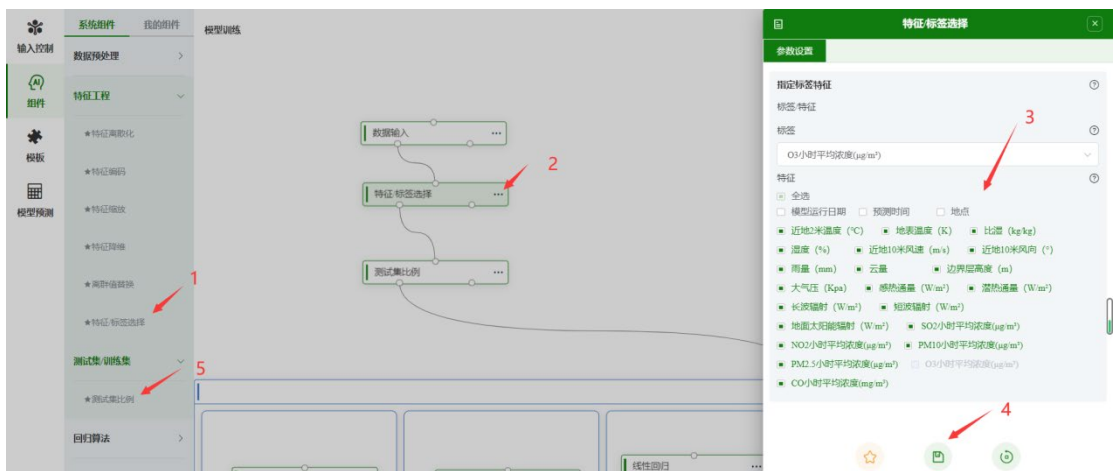 输入控制
组件
模板
模型预测
系统组件 我的组件
数据预处理
特征工程
★特征离散化
★特征编码
★特征缩放
★特征降维
★离群值替换
★特征/标签选择
测试集/训练集
★测试集比例
回归算法
1
5
模型训练
数据输入 ...
2
特征/标签选择 ...
测试集比例 ...
线性回归 ...
特征/标签选择
参数设置
指定标签特征
标签/特征
3
标签
O3小时平均浓度(μg/m³)
特征
全选
模型运行日期 预测时间 地点
近地2米温度（℃） 地表温度（K） 比湿（kg/kg）
湿度（%） 近地10米风速（m/s） 近地10米风向（°）
雨量（mm） 云量 边界层高度（m）
大气压（Kpa） 感热通量（W/m²） 潜热通量（W/m²）
长波辐射（W/m²） 短波辐射（W/m²）
地面太阳能辐射（W/m²） SO2小时平均浓度(μg/m³)
NO2小时平均浓度(μg/m³) PM10小时平均浓度(μg/m³)
PM2.5小时平均浓度(μg/m³) O3小时平均浓度(μg/m³)
CO小时平均浓度(mg/m³)
4